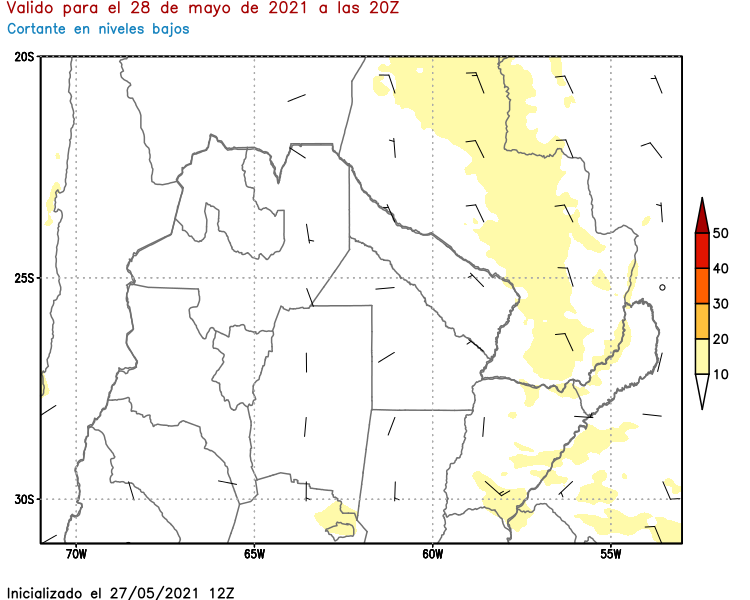 Valido para el 28 de mayo de 2021 a las 20Z
Cortante en niveles bajos
20S
25S
30S
70W
65W
60W
55W
50
40
30
20
10
Inicializado el 27/05/2021 12Z